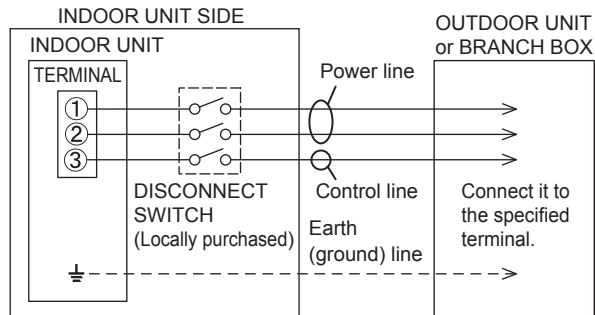 INDOOR UNIT SIDE
INDOOR UNIT
TERMINAL
1
2
3
DISCONNECT
SWITCH
(Locally purchased)
Power line
Control line
Earth
(ground) line
OUTDOOR UNIT
or BRANCH BOX
Connect it to
the specified
terminal.